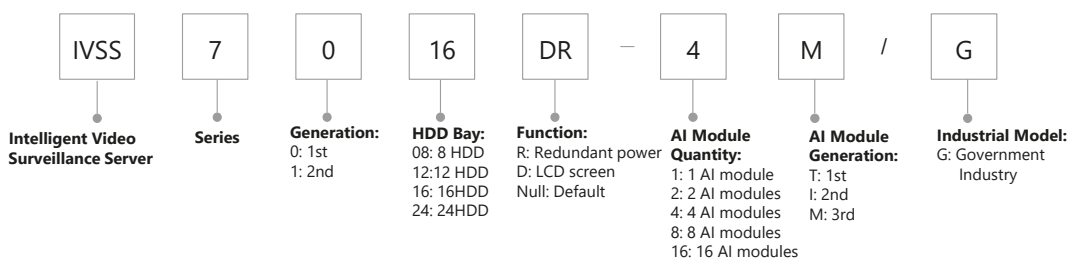 IVSS 7 0 16 DR – 4 M / G
Intelligent Video
Surveillance Server
Series
Generation:
0: 1st
1: 2nd
HDD Bay:
08: 8 HDD
12:12 HDD
16: 16HDD
24: 24HDD
Function:
R: Redundant power
D: LCD screen
Null: Default
AI Module
Quantity:
1: 1 AI module
2: 2 AI modules
4: 4 AI modules
8: 8 AI modules
16: 16 AI modules
AI Module
Generation:
T: 1st
I: 2nd
M: 3rd
Industrial Model:
G: Government
Industry